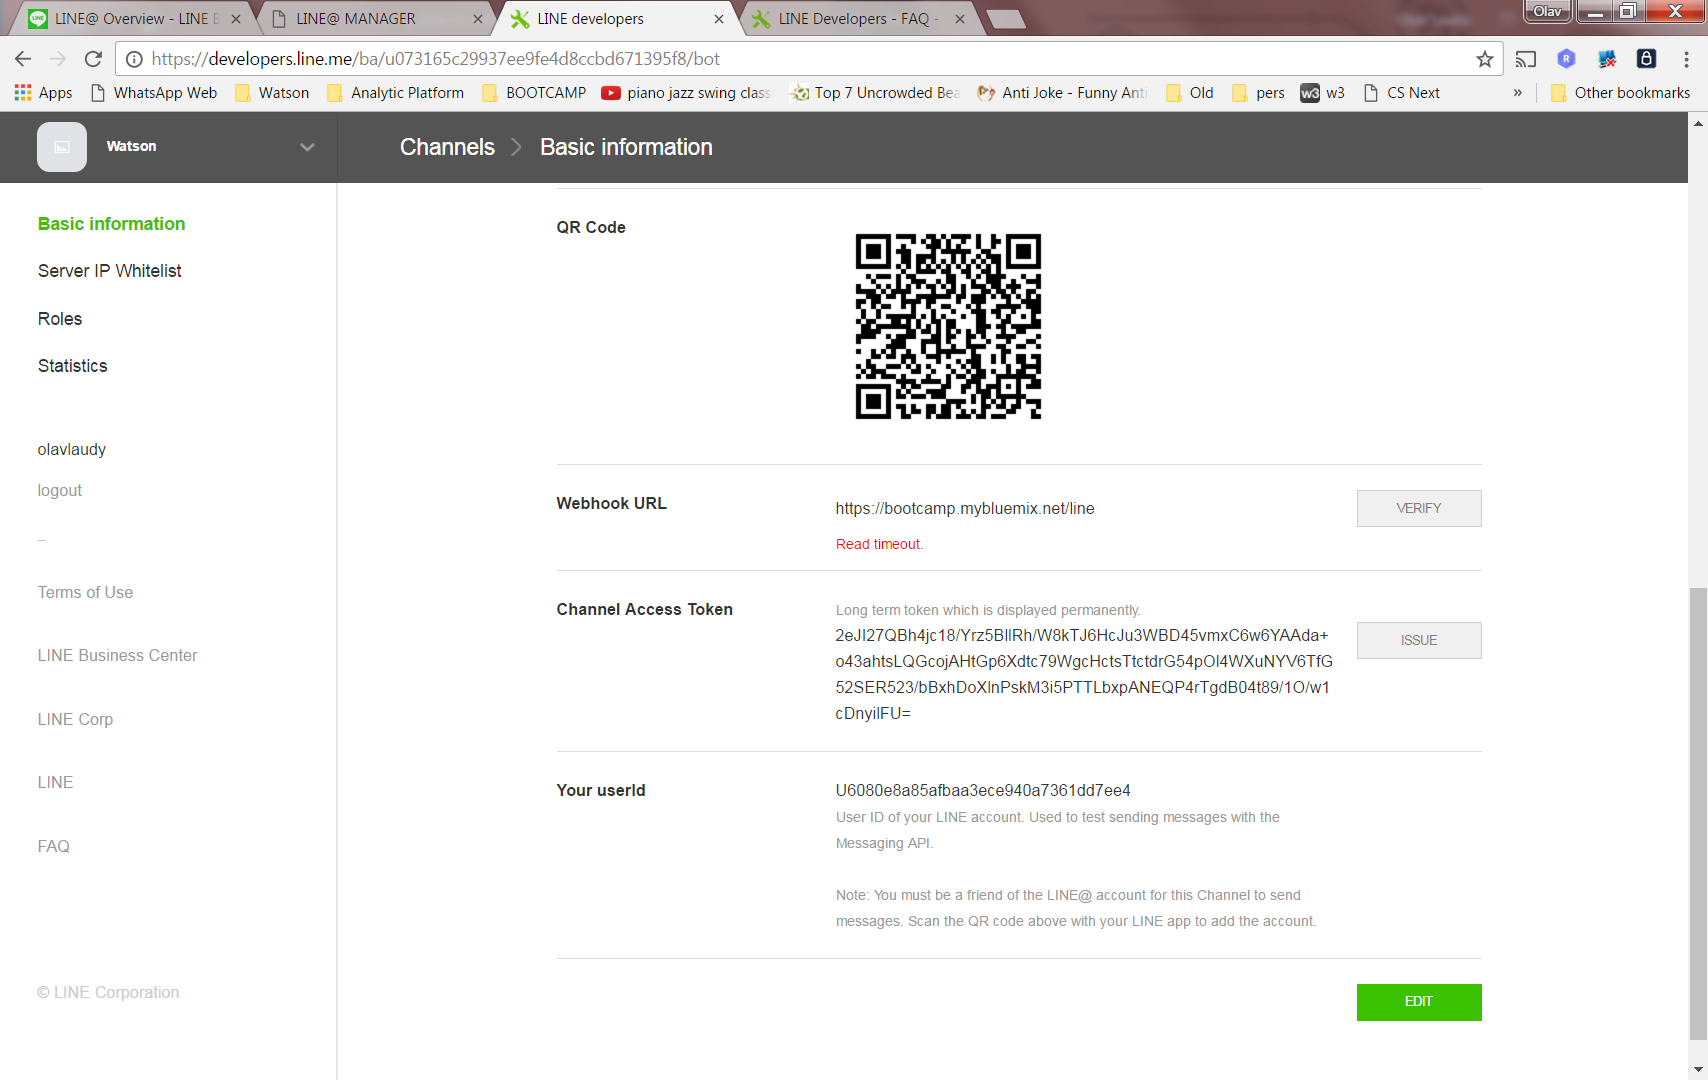 LINE@ Overview - LINE B
LINE@ MANAGER
LINE developers
LINE Developers - FAQ -
Olav
https://developers.line.me/ba/u073165c29937ee9fe4d8ccbd671395f8/bot
Apps
WhatsApp Web
Watson
Analytic Platform
BOOTCAMP
piano jazz swing class
Top 7 Uncrowded Bea
Anti Joke - Funny Anti
Old
pers
w3
w3
CS Next
»
Other bookmarks
Watson
Channels > Basic information
Basic information
Server IP Whitelist
Roles
Statistics
olavlaudy
logout
–
Terms of Use
LINE Business Center
LINE Corp
LINE
FAQ
© LINE Corporation
QR Code
Webhook URL
https://bootcamp.mybluemix.net/line
VERIFY
Read timeout.
Channel Access Token
Long term token which is displayed permanently.
2eJI27QBh4jc18/Yrz5BIlRh/W8kTJ6HcJu3WBD45vmxC6w6YAAda+
o43ahtsLQGcojAHtGp6Xdtc79WgcHctsTtctdrG54pOI4WXuNYV6TfG
52SER523/bBxhDoXlnPskM3i5PTTLbxpANEQP4rTgdB04t89/1O/w1
cDnyilFU=
ISSUE
Your userId
U6080e8a85afbaa3ece940a7361dd7ee4
User ID of your LINE account. Used to test sending messages with the
Messaging API.
Note: You must be a friend of the LINE@ account for this Channel to send
messages. Scan the QR code above with your LINE app to add the account.
EDIT